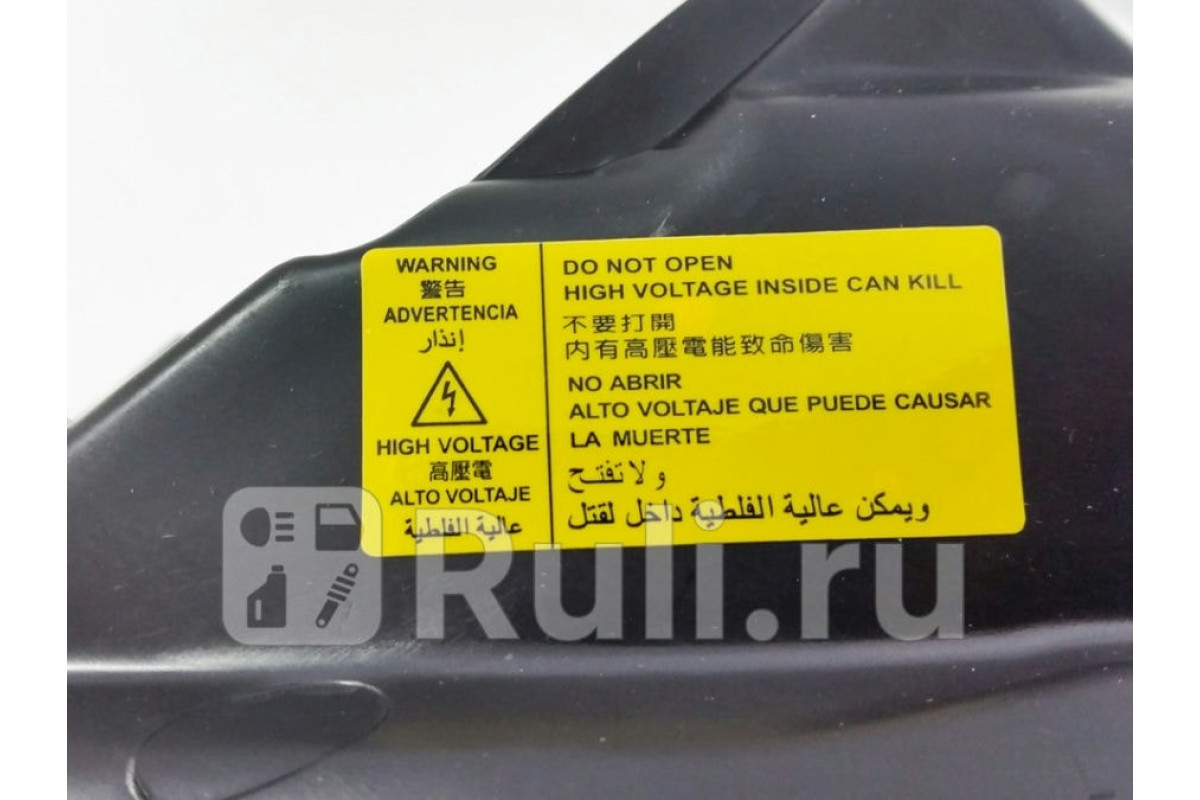 WARNING
警告
ADVERTENCIA
إنذار
HIGH VOLTAGE
高壓電
ALTO VOLTAJE
عالية الفلطية
DO NOT OPEN
HIGH VOLTAGE INSIDE CAN KILL
不要打開
内有高壓電能致命傷害
NO ABRIR
ALTO VOLTAJE QUE PUEDE CAUSAR
LA MUERTE
ولا تفتح
ويمكن عالية الفلطية داخل لقتل
Ruli.ru